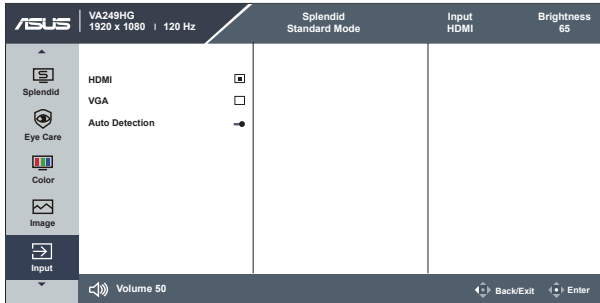 ASUS
VA249HG
1920 x 1080 | 120 Hz
Splendid
Standard Mode
Input
HDMI
Brightness
65
Splendid
Eye Care
Color
Image
Input
HDMI
VGA
Auto Detection
Volume 50
Back/Exit
Enter